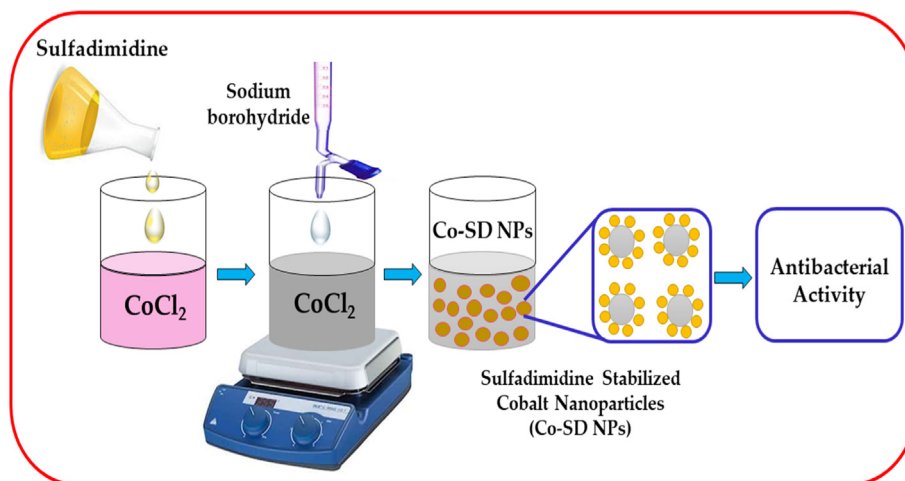 Sulfadimidine
Sodium
borohydride
CoCl₂
CoCl₂
Co-SD NPs
Antibacterial
Activity
Sulfadimidine Stabilized
Cobalt Nanoparticles
(Co-SD NPs)